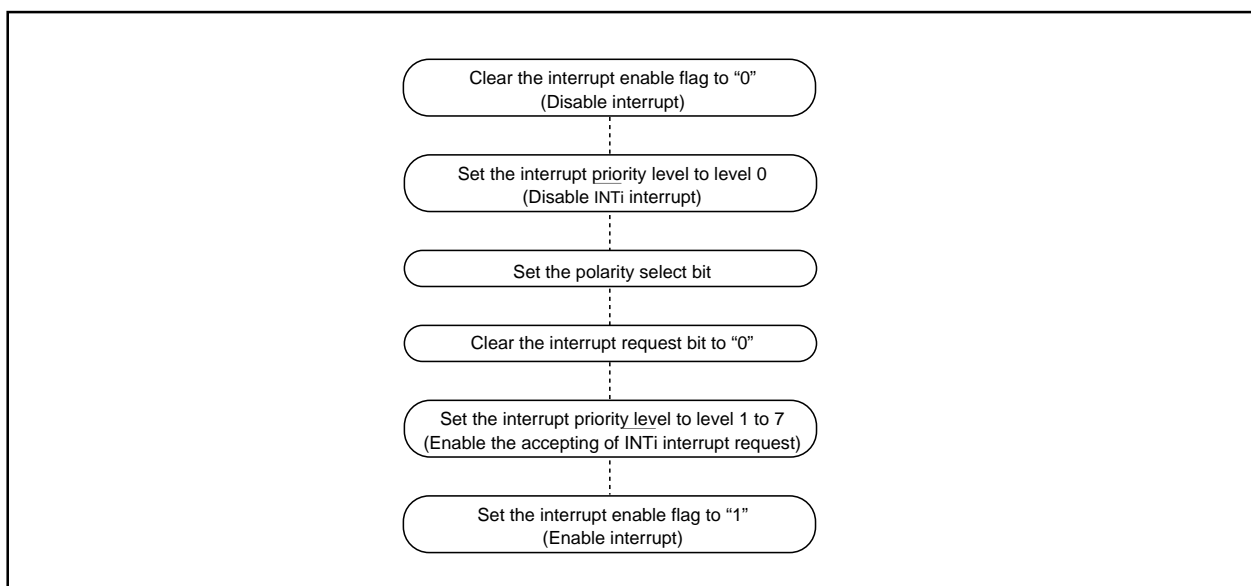 Clear the interrupt enable flag to “0”
(Disable interrupt)
Set the interrupt priority level to level 0
(Disable INTi interrupt)
Set the polarity select bit
Clear the interrupt request bit to “0”
Set the interrupt priority level to level 1 to 7
(Enable the accepting of INTi interrupt request)
Set the interrupt enable flag to “1”
(Enable interrupt)